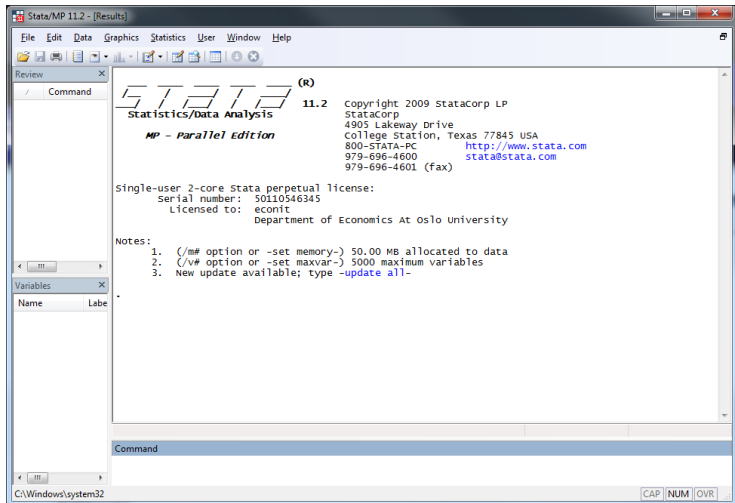 Stata/MP 11.2 - [Results]
File Edit Data Graphics Statistics User Window Help
Review
Command
(R)
11.2 Copyright 2009 StataCorp LP
Statistics/Data Analysis StataCorp
4905 Lakeway Drive
MP - Parallel Edition College Station, Texas 77845 USA
800-STATA-PC http://www.stata.com
979-696-4600 stata@stata.com
979-696-4601 (fax)
Single-user 2-core Stata perpetual license:
Serial number: 50110546345
Licensed to: econit
Department of Economics At Oslo University
Notes:
1. (/m# option or -set memory-) 50.00 MB allocated to data
2. (/v# option or -set maxvar-) 5000 maximum variables
3. New update available; type -update all-
.
Variables
Name Labe
Command
C:\Windows\system32
CAP NUM OVR